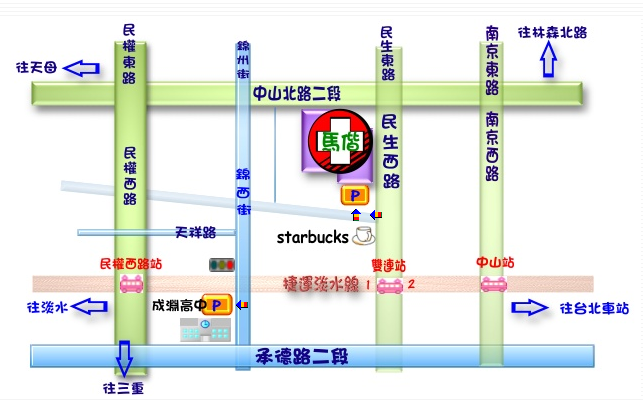 民權東路
錦州街
民生東路
南京東路
往林森北路
往天母
中山北路二段
馬偕
民生西路
南京西路
民權西路
錦西街
P
天祥路
starbucks
民權西路站
雙連站
中山站
捷運淡水線
1
2
往淡水
成淵高中
P
往台北車站
承德路二段
往三重